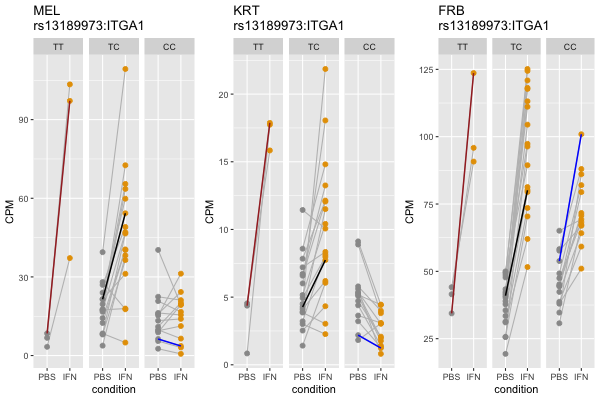 MEL
rs13189973:ITGA1
TT TC CC
CPM
90
60
30
0
PBS IFN PBS IFN PBS IFN
condition
KRT
rs13189973:ITGA1
TT TC CC
CPM
20
15
10
5
0
PBS IFN PBS IFN PBS IFN
condition
FRB
rs13189973:ITGA1
TT TC CC
CPM
125
100
75
50
25
PBS IFN PBS IFN PBS IFN
condition